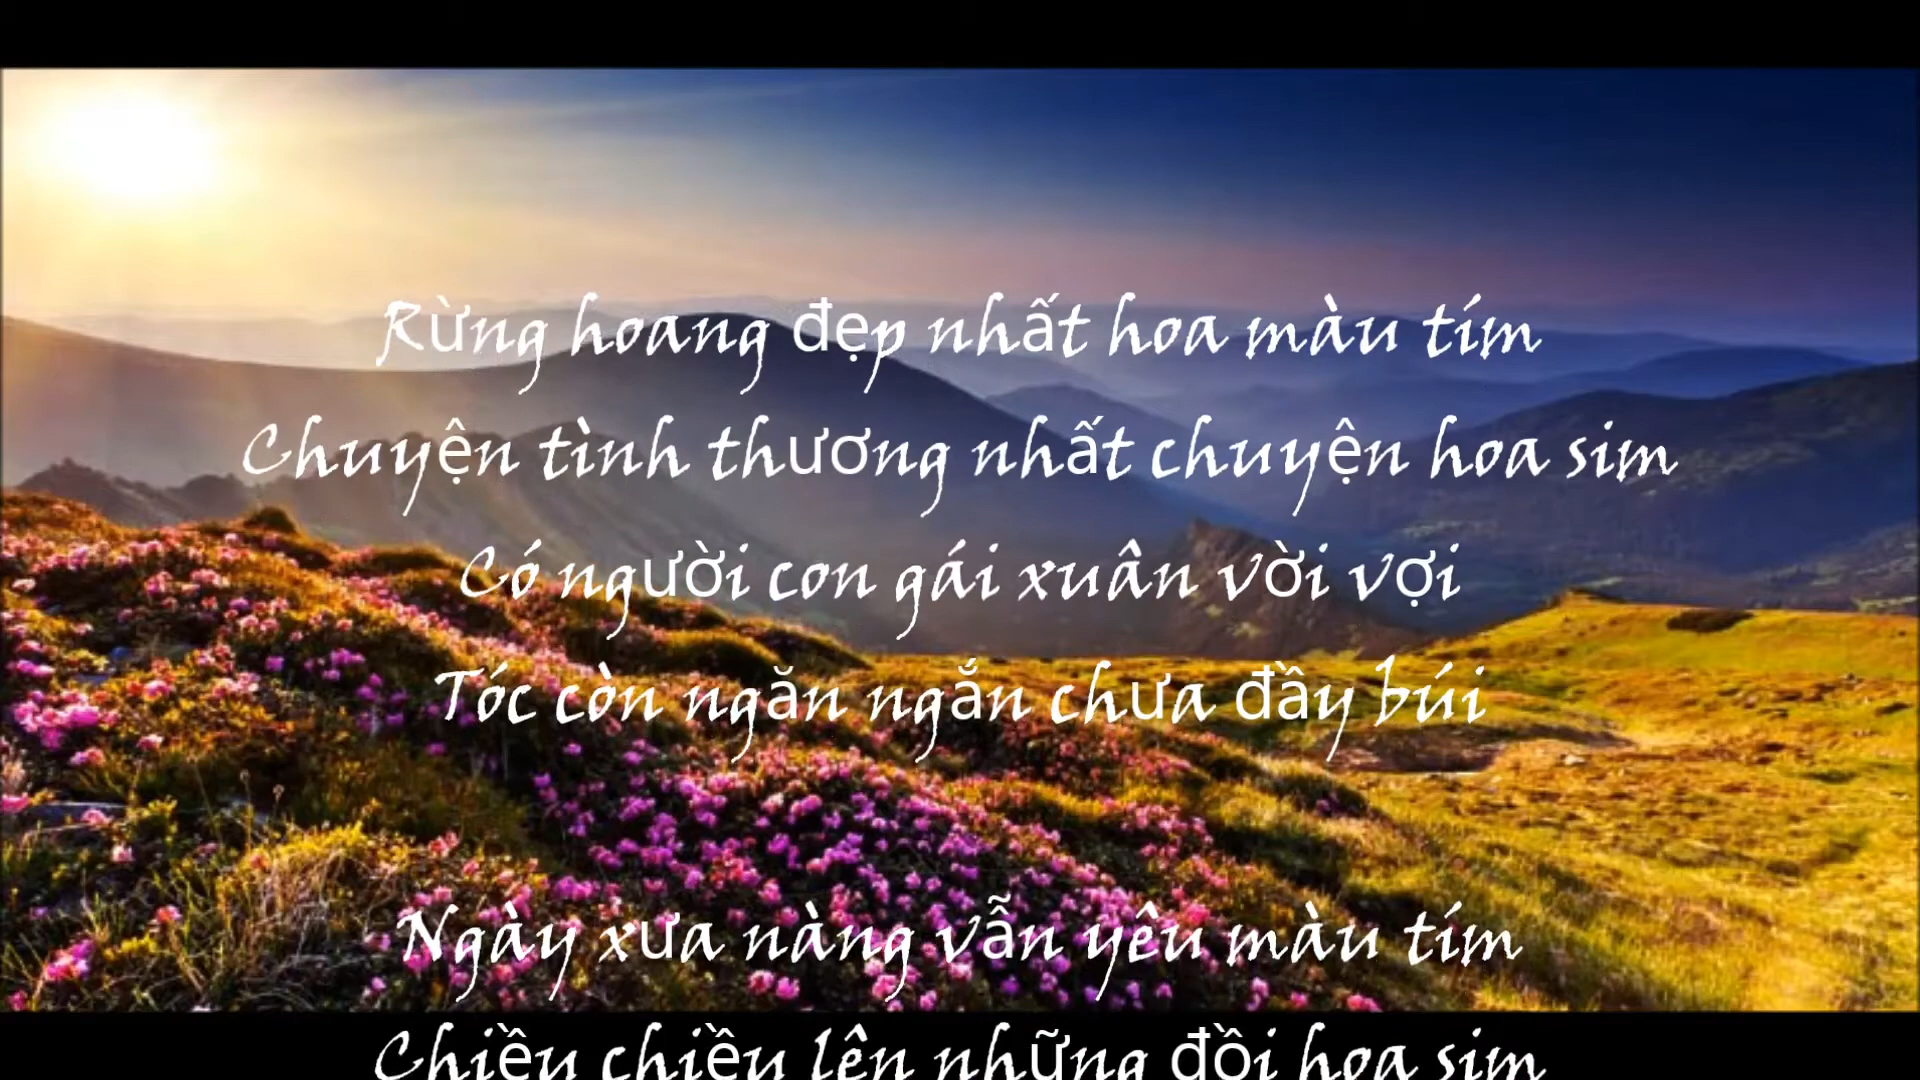 Rừng hoang đẹp nhất hoa màu tím
Chuyện tình thương nhất chuyện hoa sim
Có người con gái xuân vời vợi
Tóc còn ngăn ngắn chưa đầy búi
Ngày xưa nàng vẫn yêu màu tím
Chiều chiều lên những đồi hoa sim